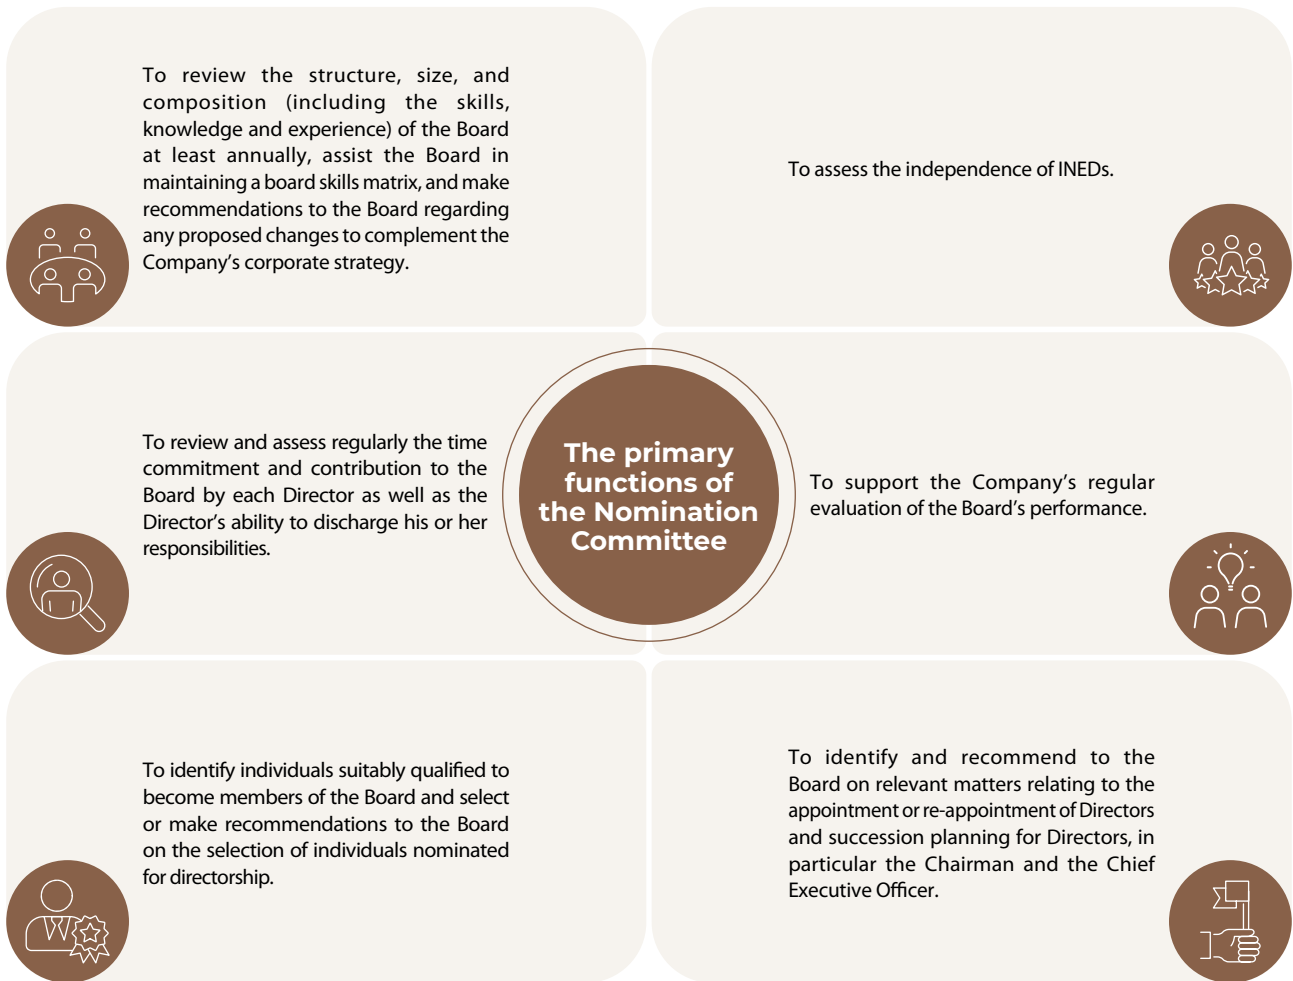 To review the structure, size, and
composition (including the skills,
knowledge and experience) of the Board
at least annually, assist the Board in
maintaining a board skills matrix, and make
recommendations to the Board regarding
any proposed changes to complement the
Company's corporate strategy.
To assess the independence of INEDs.
To review and assess regularly the time
commitment and contribution to the
Board by each Director as well as the
Director's ability to discharge his or her
responsibilities.
The primary
functions of
the Nomination
Committee
To support the Company's regular
evaluation of the Board's performance.
To identify individuals suitably qualified to
become members of the Board and select
or make recommendations to the Board
on the selection of individuals nominated
for directorship.
To identify and recommend to the
Board on relevant matters relating to the
appointment or re-appointment of Directors
and succession planning for Directors, in
particular the Chairman and the Chief
Executive Officer.